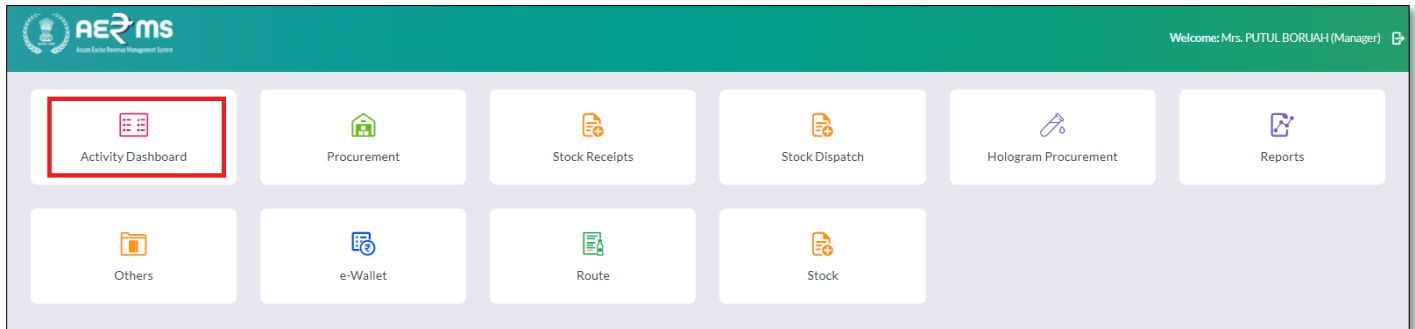 AERMS
Assam Excise Revenue Management System
Welcome: Mrs. PUTUL BORUAH (Manager)
Activity Dashboard
Procurement
Stock Receipts
Stock Dispatch
Hologram Procurement
Reports
Others
e-Wallet
Route
Stock